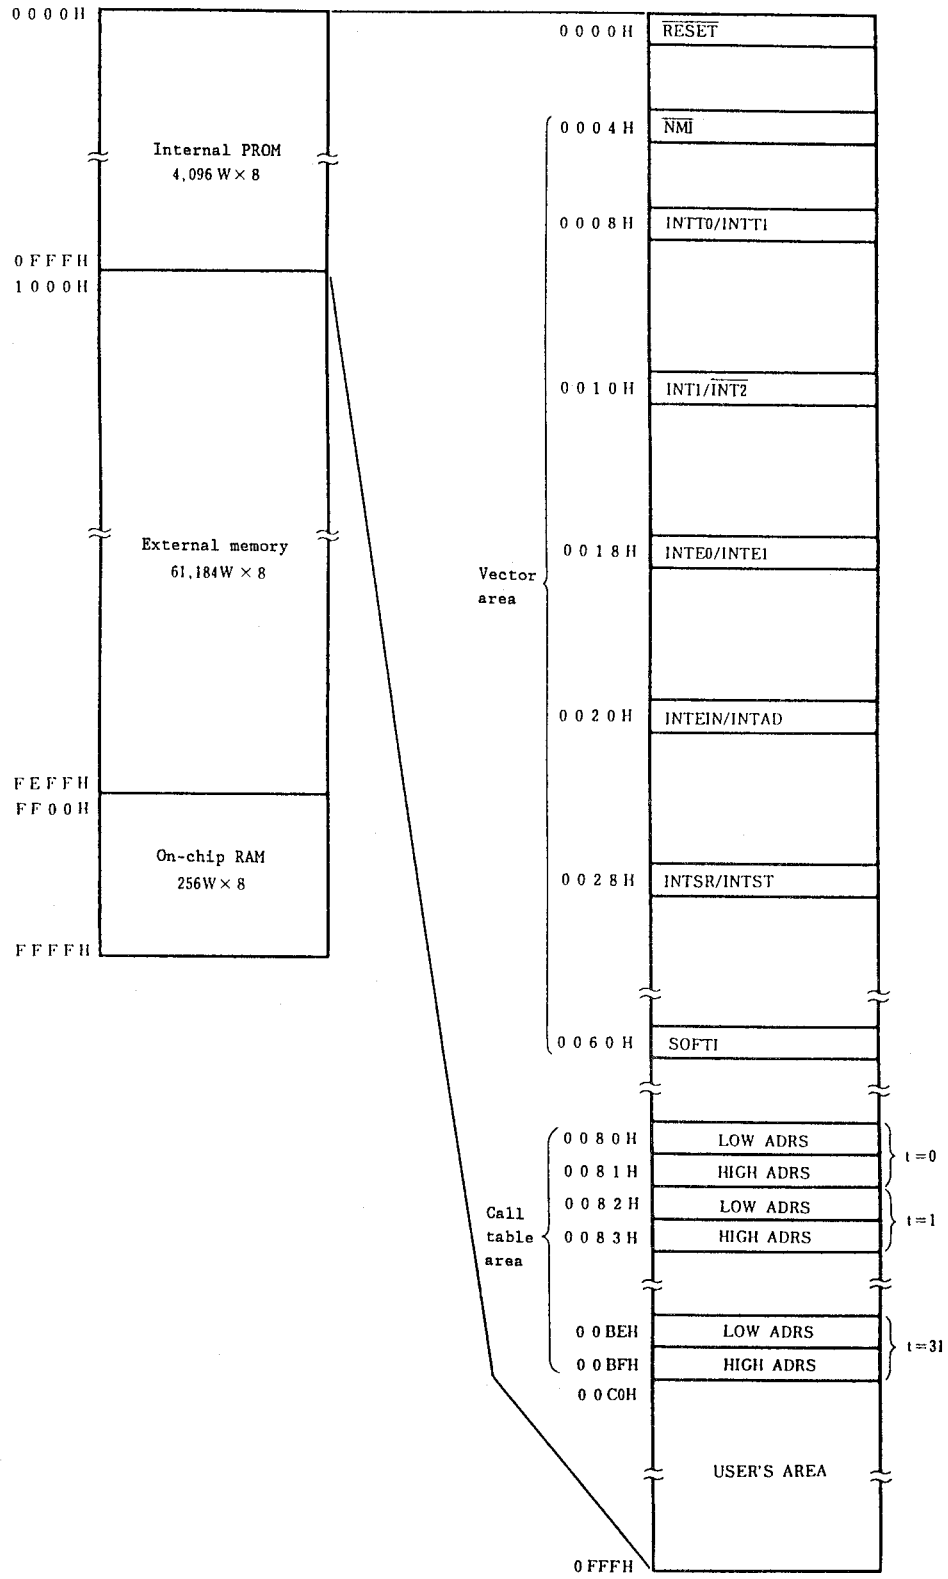 0000H
Internal PROM
4,096 W × 8
0FFFH
1000H
External memory
61,184W × 8
FEFFH
FF00H
On-chip RAM
256W × 8
FFFFH
0000H RESET
0004H NMI
0008H INTT0/INTT1
0010H INT1/INT2
0018H INTE0/INTE1
Vector
area
0020H INTEIN/INTAD
0028H INTSR/INTST
0060H SOFTI
0080H LOW ADRS
t=0
0081H HIGH ADRS
0082H LOW ADRS
t=1
0083H HIGH ADRS
Call
table
area
00BEH LOW ADRS
t=31
00BFH HIGH ADRS
00C0H
USER'S AREA
0FFFH